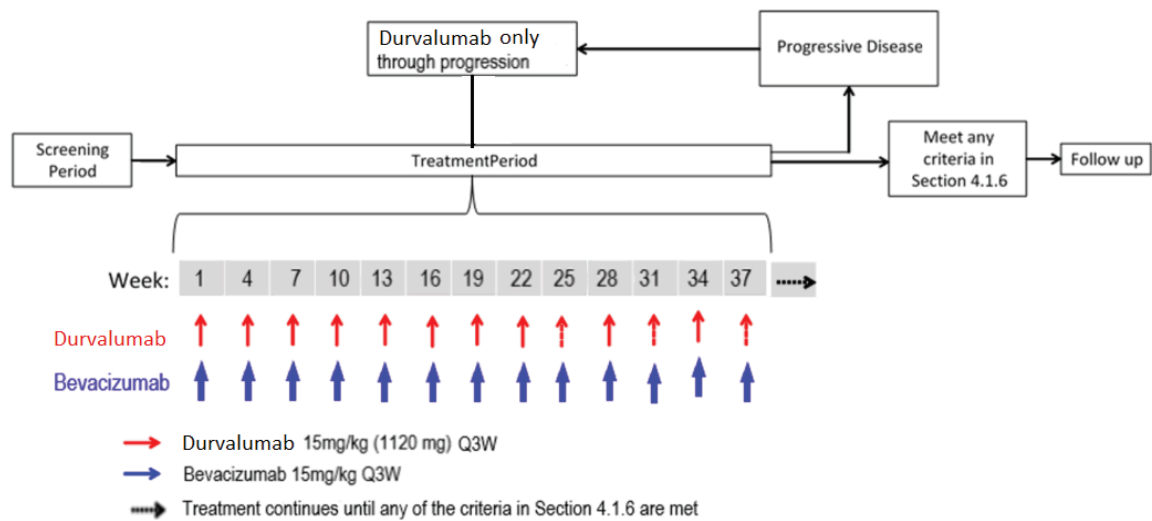 Durvalumab only
through progression
Progressive Disease
Screening
Period
TreatmentPeriod
Meet any
criteria in
Section 4.1.6
Follow up
Week: 1 4 7 10 13 16 19 22 25 28 31 34 37
Durvalumab
Bevacizumab
Durvalumab 15mg/kg (1120 mg) Q3W
Bevacizumab 15mg/kg Q3W
Treatment continues until any of the criteria in Section 4.1.6 are met